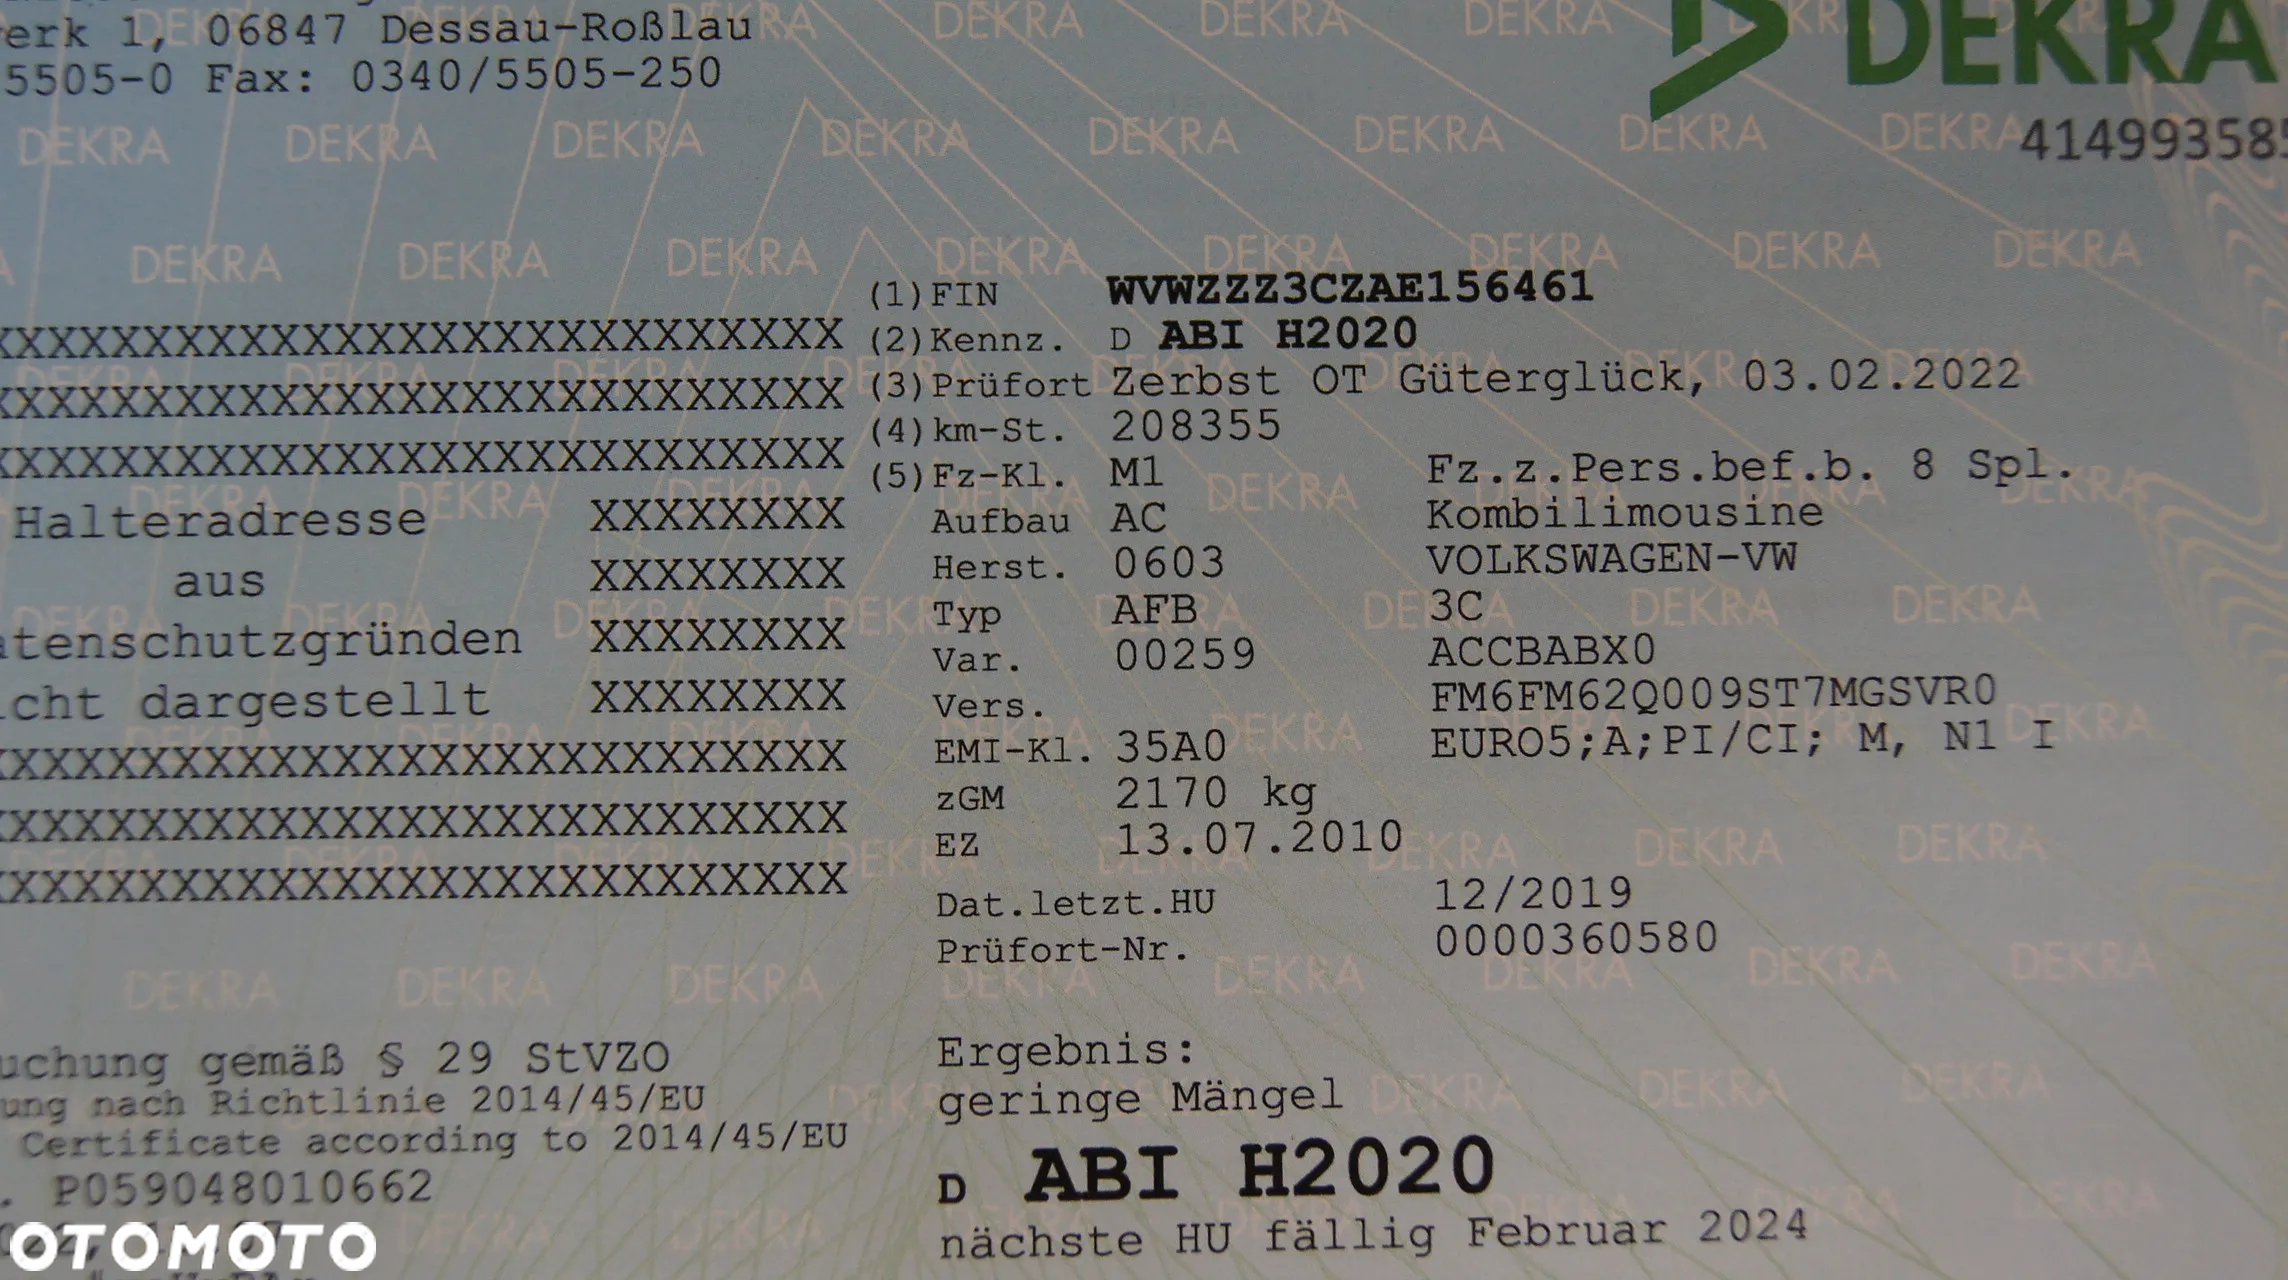 erk 1, 06847 Dessau-Roßlau
5505-0 Fax: 0340/5505-250
DEKRA
414993585
(1) FIN WVWZZZ3CZAE156461
XXXXXXXXXXXXXXXXXXXXXXXXXXX (2) Kennz. D ABI H2020
XXXXXXXXXXXXXXXXXXXXXXXXXXX (3) Prüfort Zerbst OT Güterglück, 03.02.2022
XXXXXXXXXXXXXXXXXXXXXXXXXXX (4) km-St. 208355
(5) Fz-Kl. M1 Fz.z.Pers.bef.b. 8 Spl.
Halteradresse XXXXXXXX Aufbau AC Kombilimousine
aus XXXXXXXX Herst. 0603 VOLKSWAGEN-VW
atenschutzgründen XXXXXXXX Typ AFB 3C
Var. 00259 ACCBABX0
icht dargestellt XXXXXXXX Vers. FM6FM62Q009ST7MGSVR0
XXXXXXXXXXXXXXXXXXXXXXXXXXX EMI-Kl. 35A0 EURO5;A;PI/CI; M, N1 I
XXXXXXXXXXXXXXXXXXXXXXXXXXX zGM 2170 kg
XXXXXXXXXXXXXXXXXXXXXXXXXXX EZ 13.07.2010
Dat.letzt.HU 12/2019
Prüfort-Nr. 0000360580
uchung gemäß § 29 StVZO
ung nach Richtlinie 2014/45/EU
Certificate according to 2014/45/EU
. P059048010662
Ergebnis:
geringe Mängel
D ABI H2020
nächste HU fällig Februar 2024
OTOMOTO